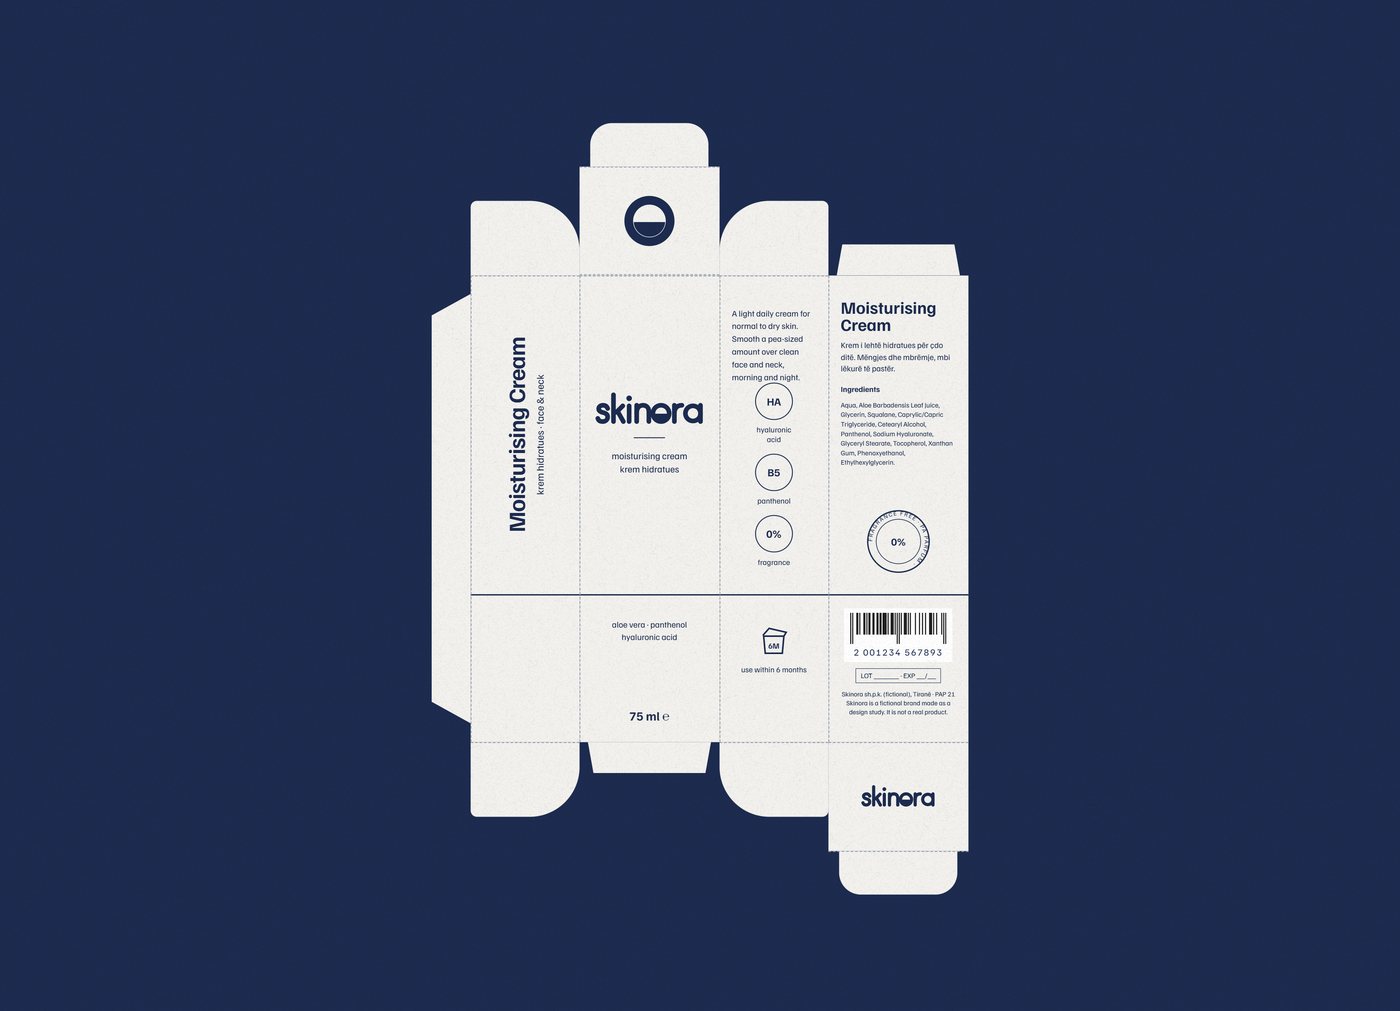 Moisturising Cream
krem hidratues · face & neck
skinora
moisturising cream
krem hidratues
aloe vera · panthenol
hyaluronic acid
75 ml ℮
A light daily cream for
normal to dry skin.
Smooth a pea-sized
amount over clean
face and neck,
morning and night.
HA
hyaluronic
acid
B5
panthenol
0%
fragrance
6M
use within 6 months
Moisturising
Cream
Krem i lehtë hidratues për çdo
ditë. Mëngjes dhe mbrëmje, mbi
lëkurë të pastër.
Ingredients
Aqua, Aloe Barbadensis Leaf Juice,
Glycerin, Squalane, Caprylic/Capric
Triglyceride, Cetearyl Alcohol,
Panthenol, Sodium Hyaluronate,
Glyceryl Stearate, Tocopherol, Xanthan
Gum, Phenoxyethanol,
Ethylhexylglycerin.
FRAGRANCE FREE · PA PARFUM ·
0%
2 001234 567893
LOT ________ · EXP __/__
Skinora sh.p.k. (fictional), Tiranë · PAP 21
Skinora is a fictional brand made as a
design study. It is not a real product.
skinora